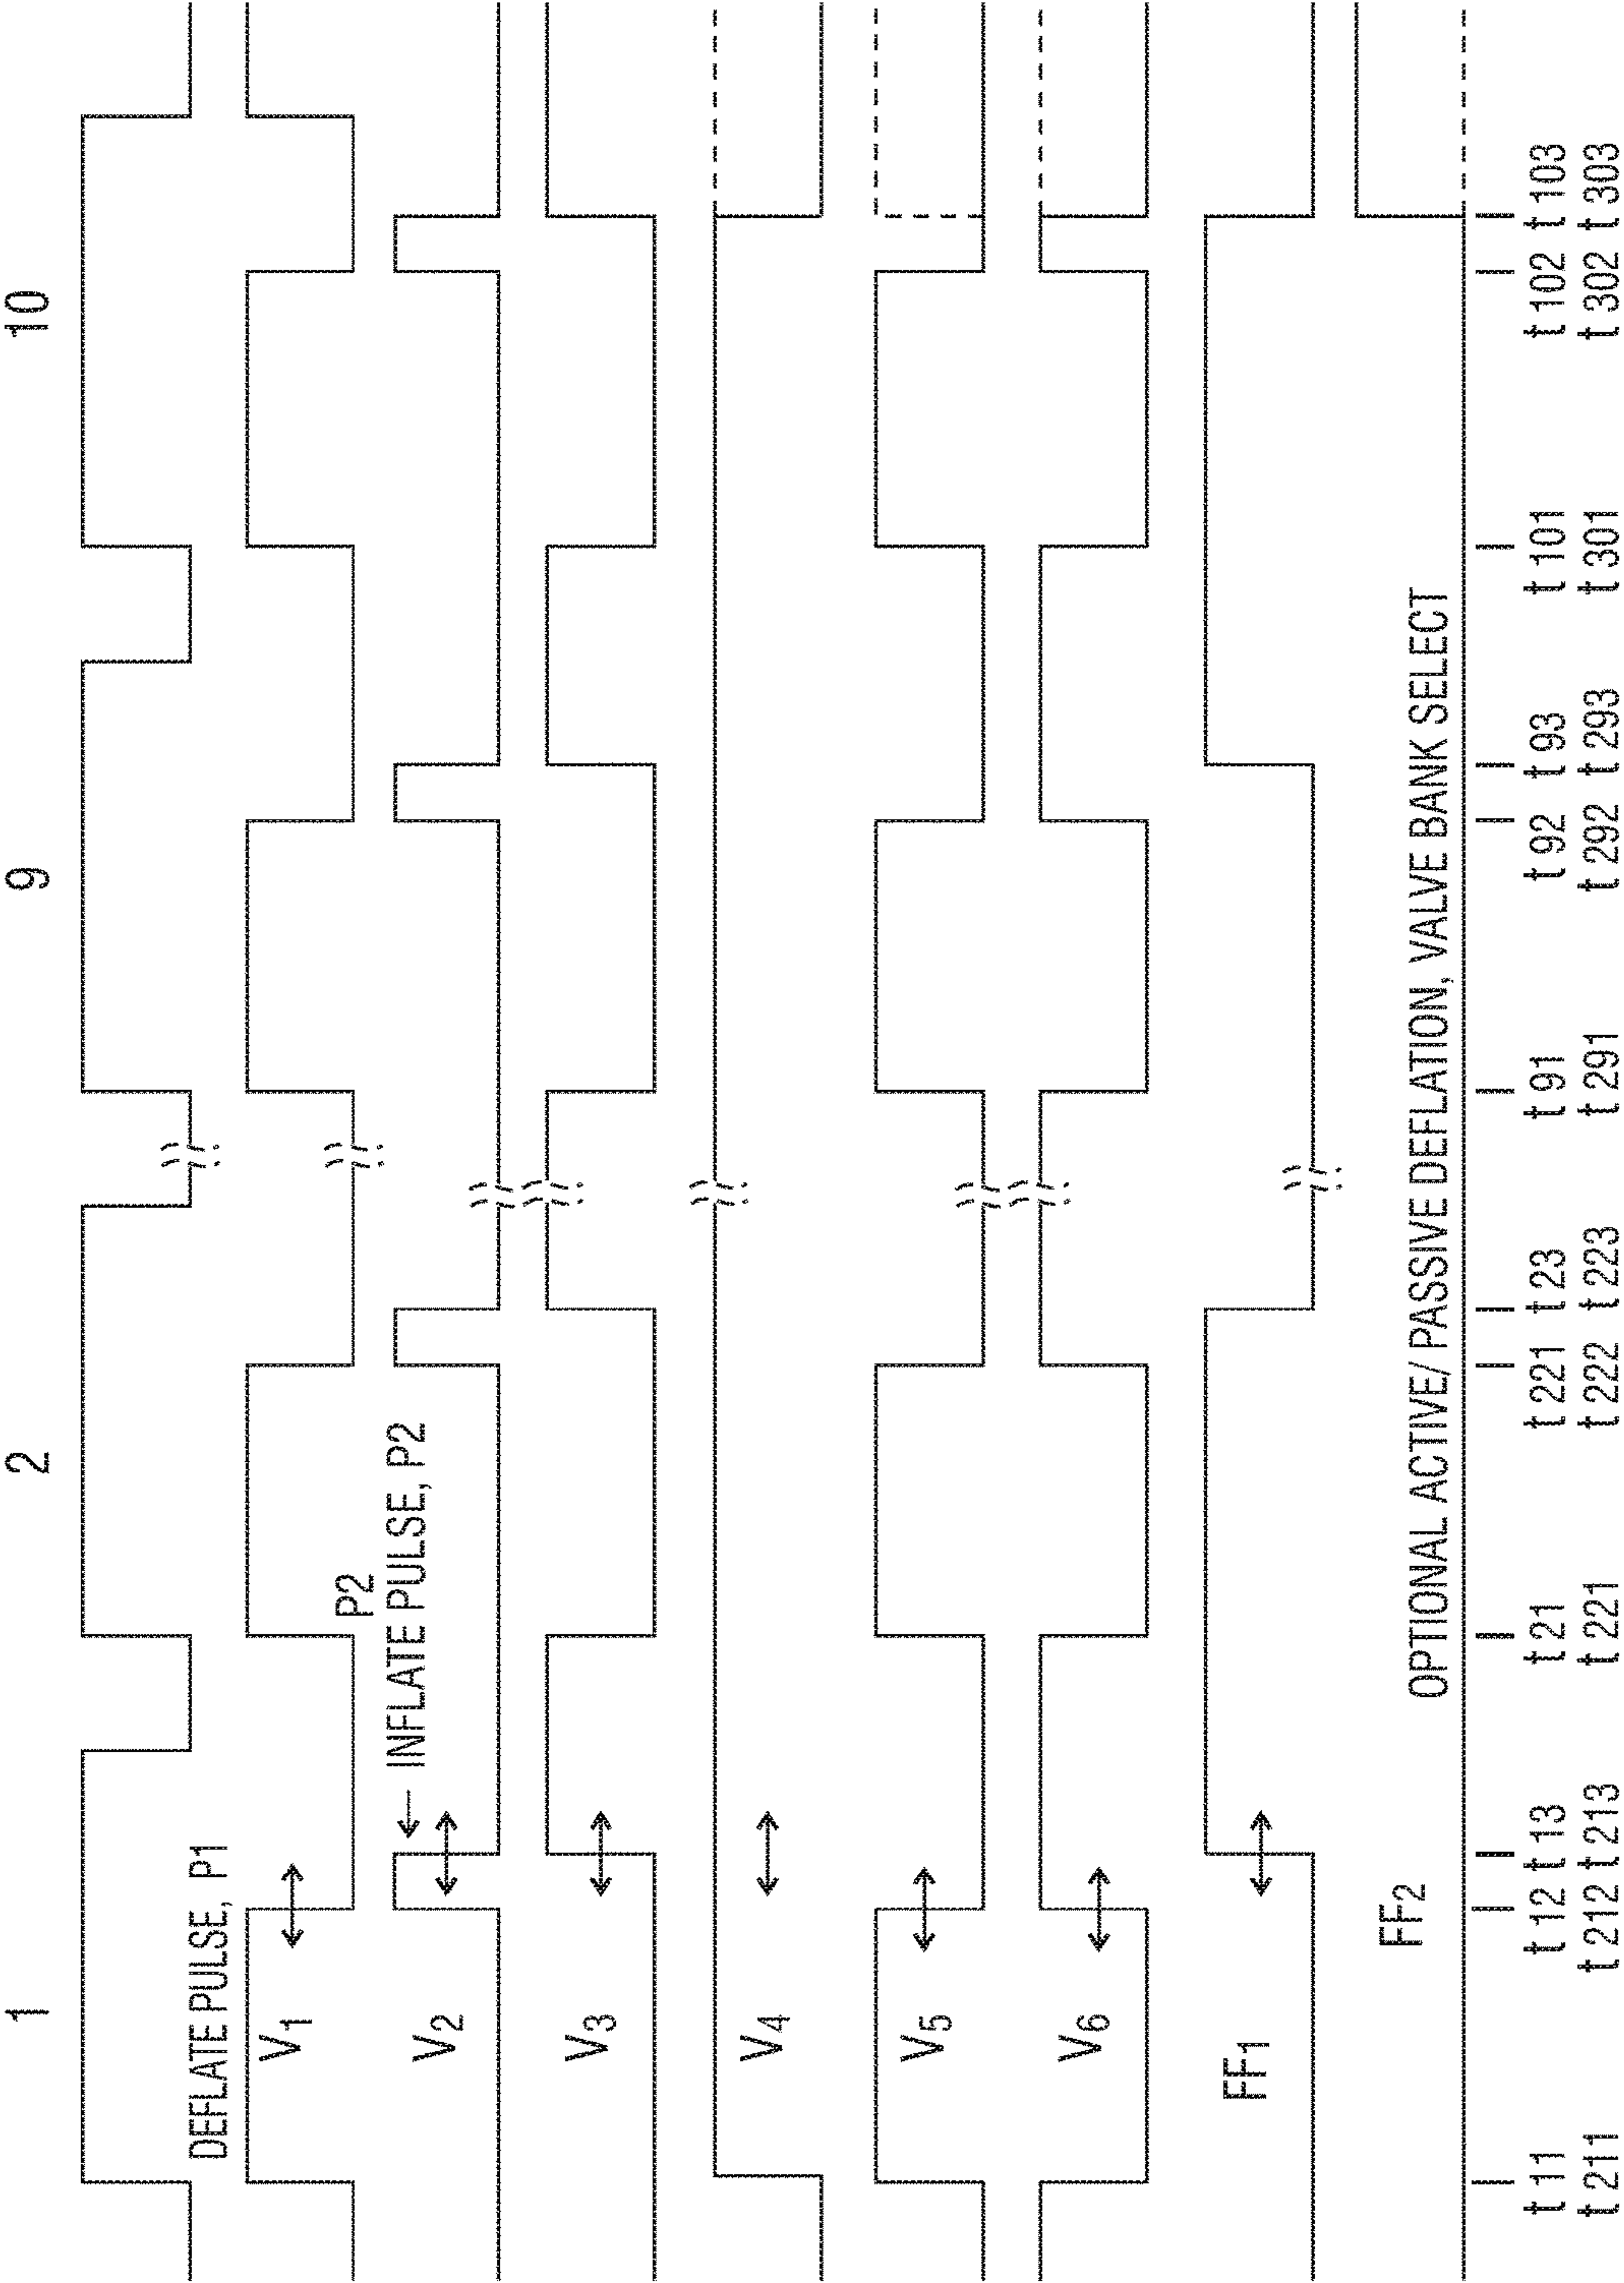 1 2 9 10
DEFLATE PULSE, P1
V1
P2
INFLATE PULSE, P2
V2
V3
V4
V5
V6
FF1
FF2
OPTIONAL ACTIVE/ PASSIVE DEFLATION, VALVE BANK SELECT
t 11 t 12 t 13 t 21 t 221 t 23 t 91 t 92 t 93 t 101 t 102 t 103
t 211 t 212 t 213 t 221 t 222 t 223 t 291 t 292 t 293 t 301 t 302 t 303